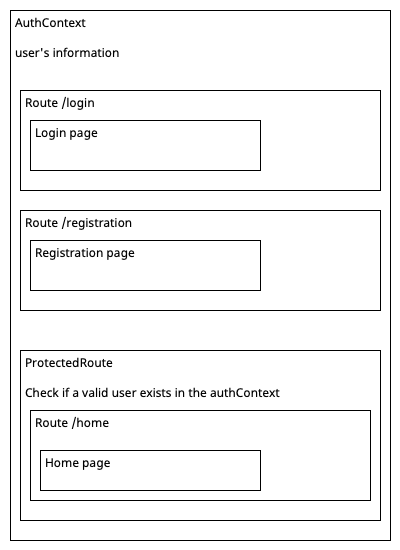 AuthContext
user's information
Route /login
Login page
Route /registration
Registration page
ProtectedRoute
Check if a valid user exists in the authContext
Route /home
Home page